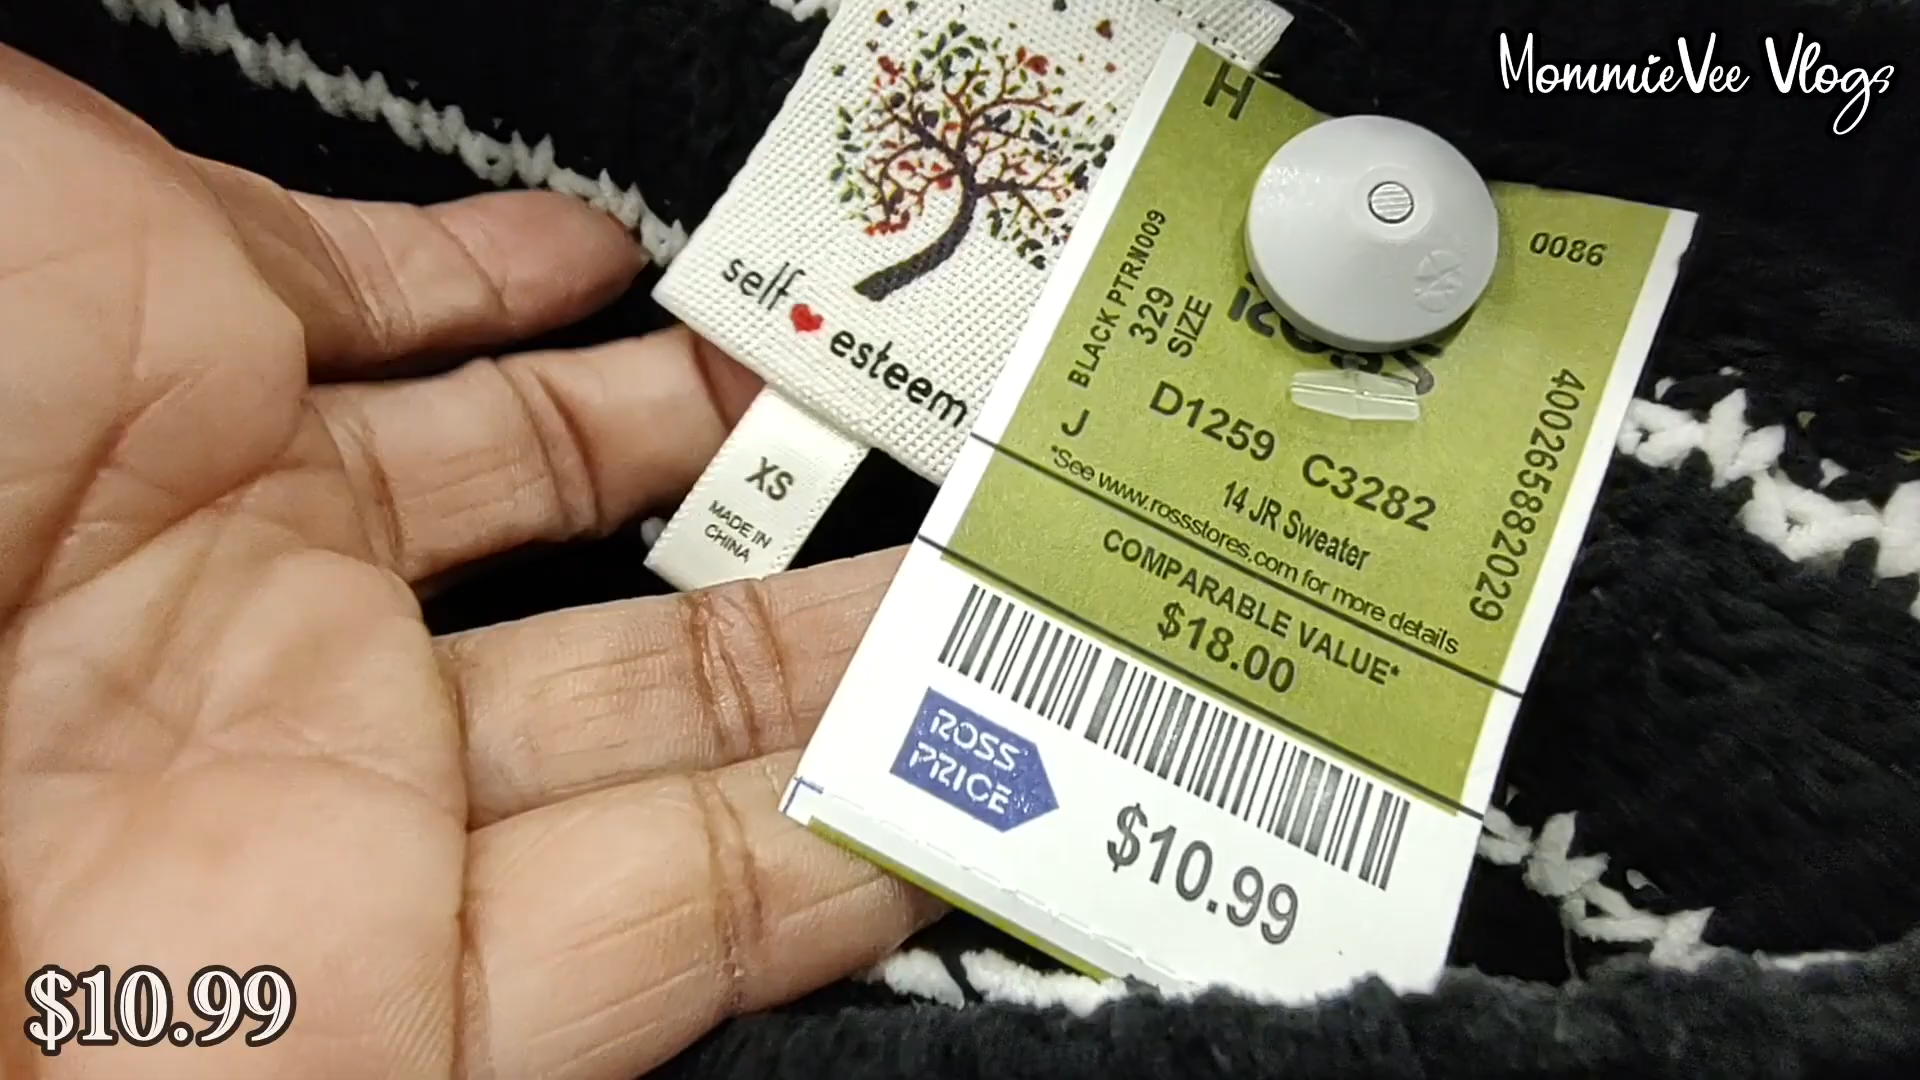 MommieVee Vlogs
self esteem
XS
MADE IN
CHINA
H
0086
BLACK PTRN009
329
SIZE
J
D1259 C3282
14 JR Sweater
400265882029
*See www.rossstores.com for more details
COMPARABLE VALUE*
$18.00
ROSS
PRICE
$10.99
$10.99